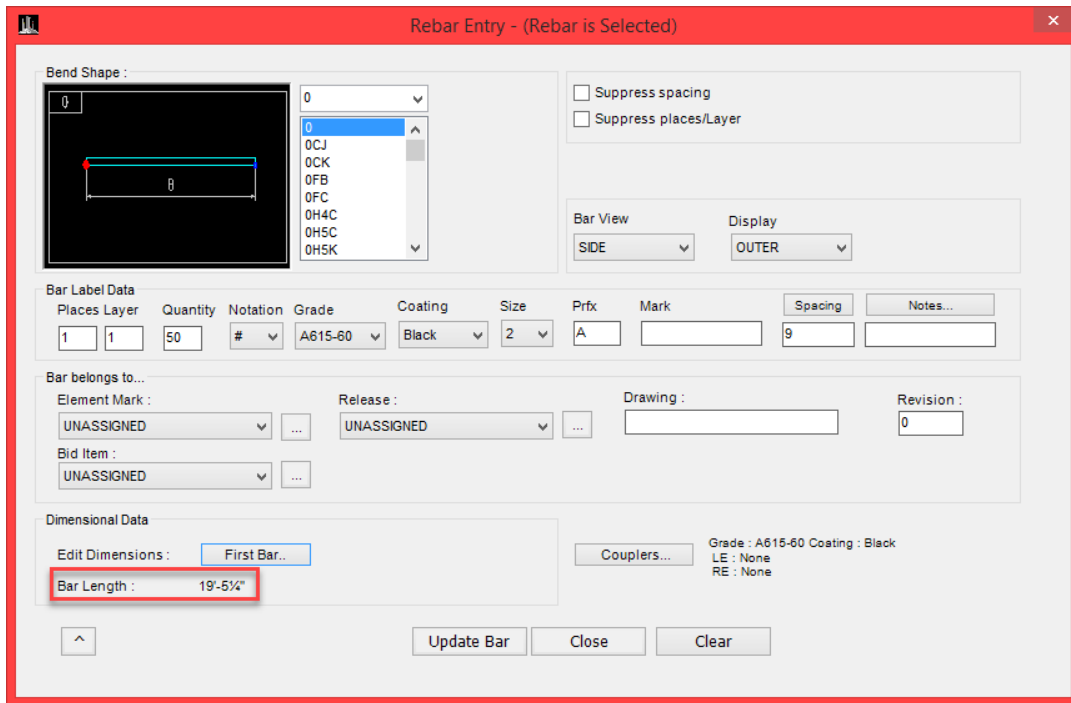 Rebar Entry - (Rebar is Selected)
Bend Shape :
B
0
0
0CJ
0CK
0FB
0FC
0H4C
0H5C
0H5K
Suppress spacing
Suppress places/Layer
Bar View
Display
SIDE
OUTER
Bar Label Data
Places Layer Quantity Notation Grade Coating Size Prfx Mark Spacing Notes...
1 1 50 # A615-60 Black 2 A 9
Bar belongs to...
Element Mark : Release : Drawing : Revision :
UNASSIGNED ... UNASSIGNED ... 0
Bid Item :
UNASSIGNED ...
Dimensional Data
Edit Dimensions : First Bar..
Bar Length : 19'-5¼"
Couplers...
Grade : A615-60 Coating : Black
LE : None
RE : None
^ Update Bar Close Clear